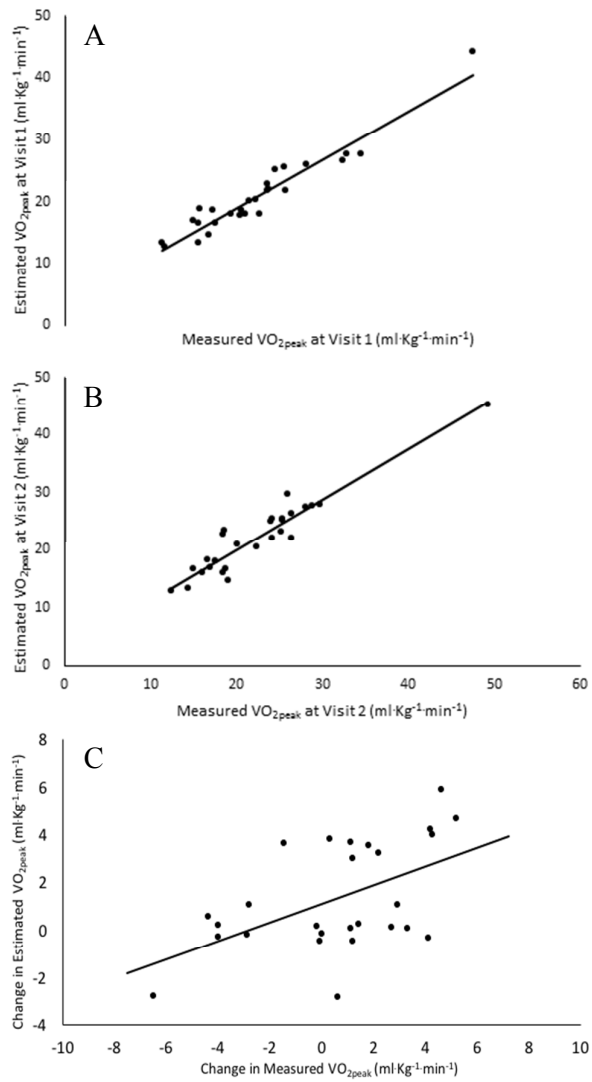 A
50
40
30
20
10
0
Estimated VO2peak at Visit 1 (ml·Kg-1·min-1)
Measured VO2peak at Visit 1 (ml·Kg-1·min-1)
B
50
40
30
20
10
0
Estimated VO2peak at Visit 2 (ml·Kg-1·min-1)
0 10 20 30 40 50 60
Measured VO2peak at Visit 2 (ml·Kg-1·min-1)
C
8
6
4
2
0
-2
-4
Change in Estimated VO2peak (ml·Kg-1·min-1)
-10 -8 -6 -4 -2 0 2 4 6 8 10
Change in Measured VO2peak (ml·Kg-1·min-1)